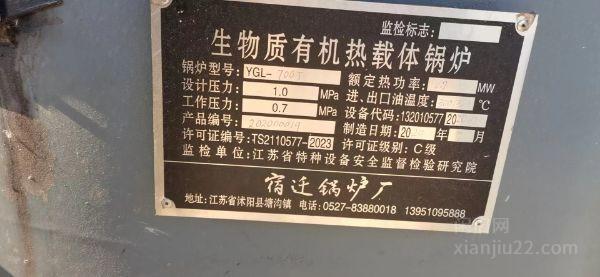 监检标志:
生物质有机热载体锅炉
锅炉型号: YGL-700T 额定热功率: MW
设计压力: 1.0 MPa 进、出口油温度: ℃
工作压力: 0.7 MPa 设备代码:132010577
产品编号: 制造日期: 20 月
许可证编号:TS2110577-2023 许可证级别:C级
监检单位:江苏省特种设备安全监督检验研究院
宿迁锅炉厂
地址:江苏省沭阳县塘沟镇 电话:0527-83880018 13951095888
xianjiu22.com